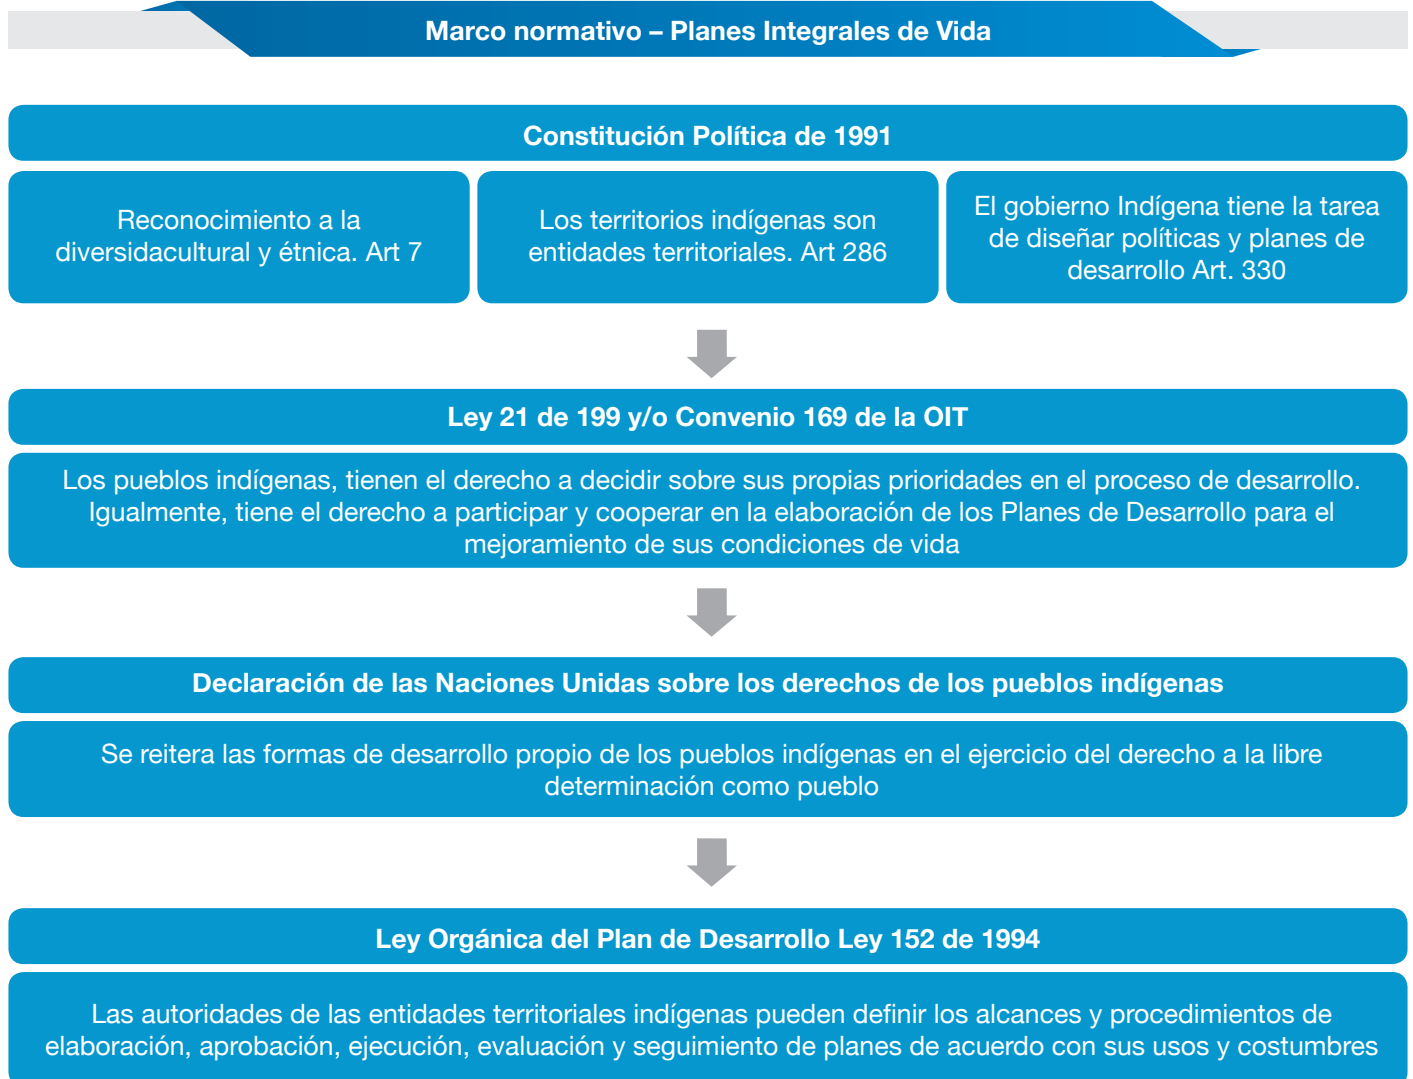 Marco normativo – Planes Integrales de Vida
Constitución Política de 1991
Reconocimiento a la
diversidacultural y étnica. Art 7
Los territorios indígenas son
entidades territoriales. Art 286
El gobierno Indígena tiene la tarea
de diseñar políticas y planes de
desarrollo Art. 330
Ley 21 de 199 y/o Convenio 169 de la OIT
Los pueblos indígenas, tienen el derecho a decidir sobre sus propias prioridades en el proceso de desarrollo.
Igualmente, tiene el derecho a participar y cooperar en la elaboración de los Planes de Desarrollo para el
mejoramiento de sus condiciones de vida
Declaración de las Naciones Unidas sobre los derechos de los pueblos indígenas
Se reitera las formas de desarrollo propio de los pueblos indígenas en el ejercicio del derecho a la libre
determinación como pueblo
Ley Orgánica del Plan de Desarrollo Ley 152 de 1994
Las autoridades de las entidades territoriales indígenas pueden definir los alcances y procedimientos de
elaboración, aprobación, ejecución, evaluación y seguimiento de planes de acuerdo con sus usos y costumbres